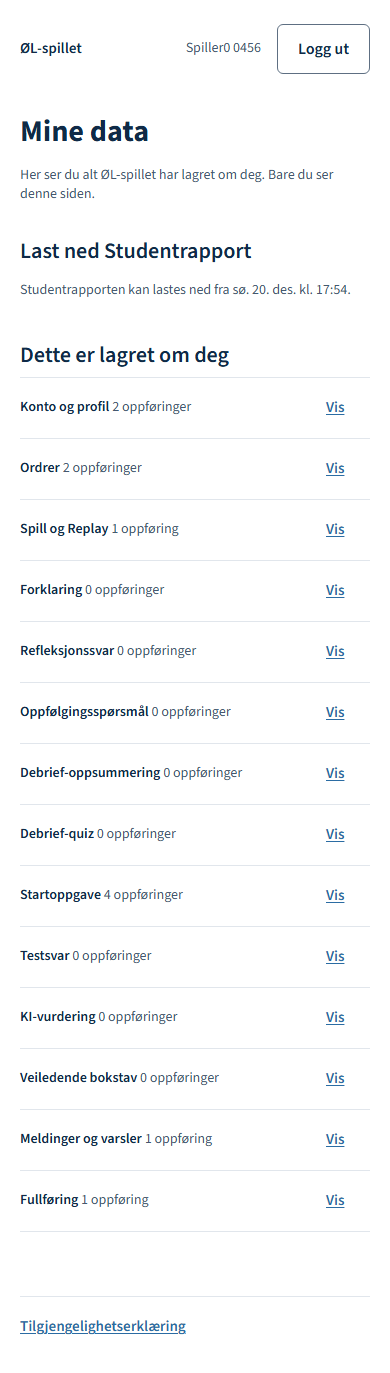 ØL-spillet
Spiller0 0456
Logg ut
Mine data
Her ser du alt ØL-spillet har lagret om deg. Bare du ser
denne siden.
Last ned Studentrapport
Studentrapporten kan lastes ned fra sø. 20. des. kl. 17:54.
Dette er lagret om deg
Konto og profil 2 oppføringer Vis
Ordrer 2 oppføringer Vis
Spill og Replay 1 oppføring Vis
Forklaring 0 oppføringer Vis
Refleksjonssvar 0 oppføringer Vis
Oppfølgingsspørsmål 0 oppføringer Vis
Debrief-oppsummering 0 oppføringer Vis
Debrief-quiz 0 oppføringer Vis
Startoppgave 4 oppføringer Vis
Testsvar 0 oppføringer Vis
KI-vurdering 0 oppføringer Vis
Veiledende bokstav 0 oppføringer Vis
Meldinger og varsler 1 oppføring Vis
Fullføring 1 oppføring Vis
Tilgjengelighetserklæring